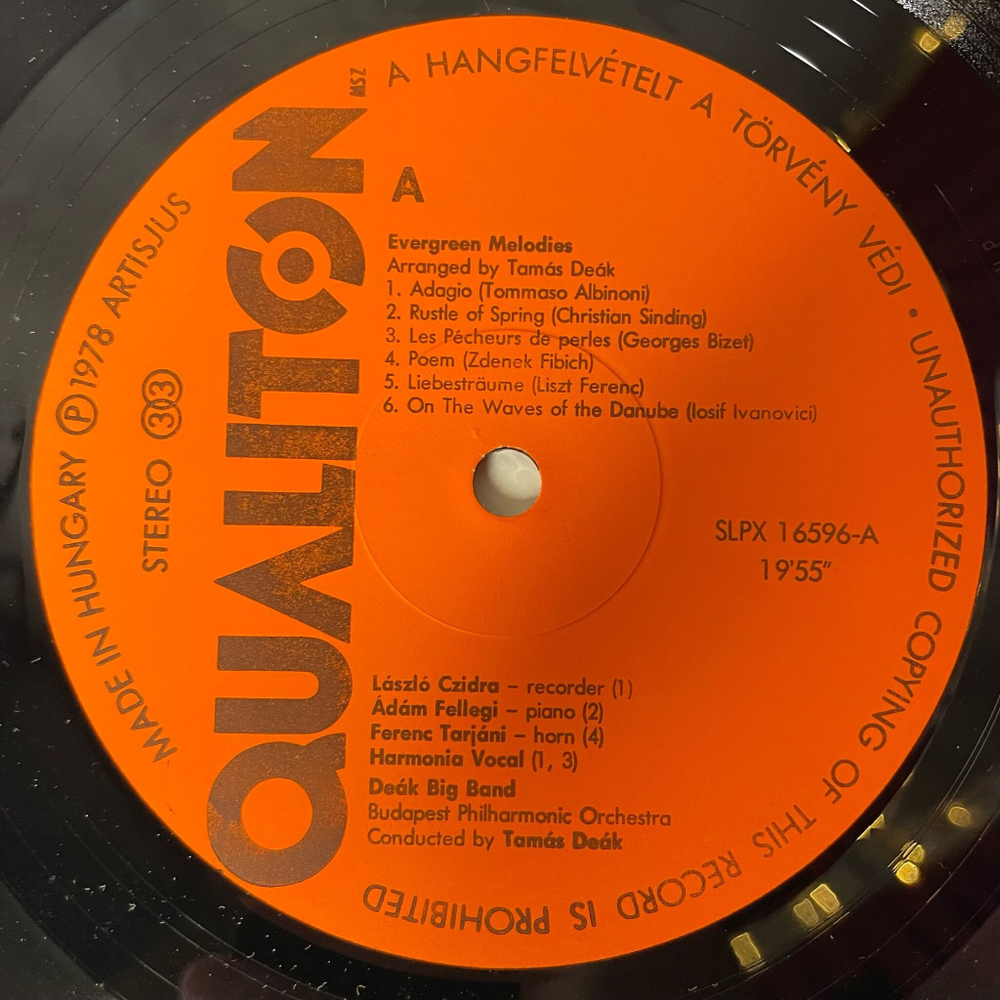 A HANGFELVÉTELT A TÖRVÉNY VÉDI • UNAUTHORIZED COPYING OF THIS RECORD IS PROHIBITED
MADE IN HUNGARY Ⓟ 1978 ARTISJUS
STEREO 303
QUALITON
MSZ
A
Evergreen Melodies
Arranged by Tamás Deák
1. Adagio (Tommaso Albinoni)
2. Rustle of Spring (Christian Sinding)
3. Les Pécheurs de perles (Georges Bizet)
4. Poem (Zdenek Fibich)
5. Liebesträume (Liszt Ferenc)
6. On The Waves of the Danube (Iosif Ivanovici)
SLPX 16596-A
19'55"
László Czidra – recorder (1)
Ádám Fellegi – piano (2)
Ferenc Tarjáni – horn (4)
Harmonia Vocal (1, 3)
Deák Big Band
Budapest Philharmonic Orchestra
Conducted by Tamás Deák